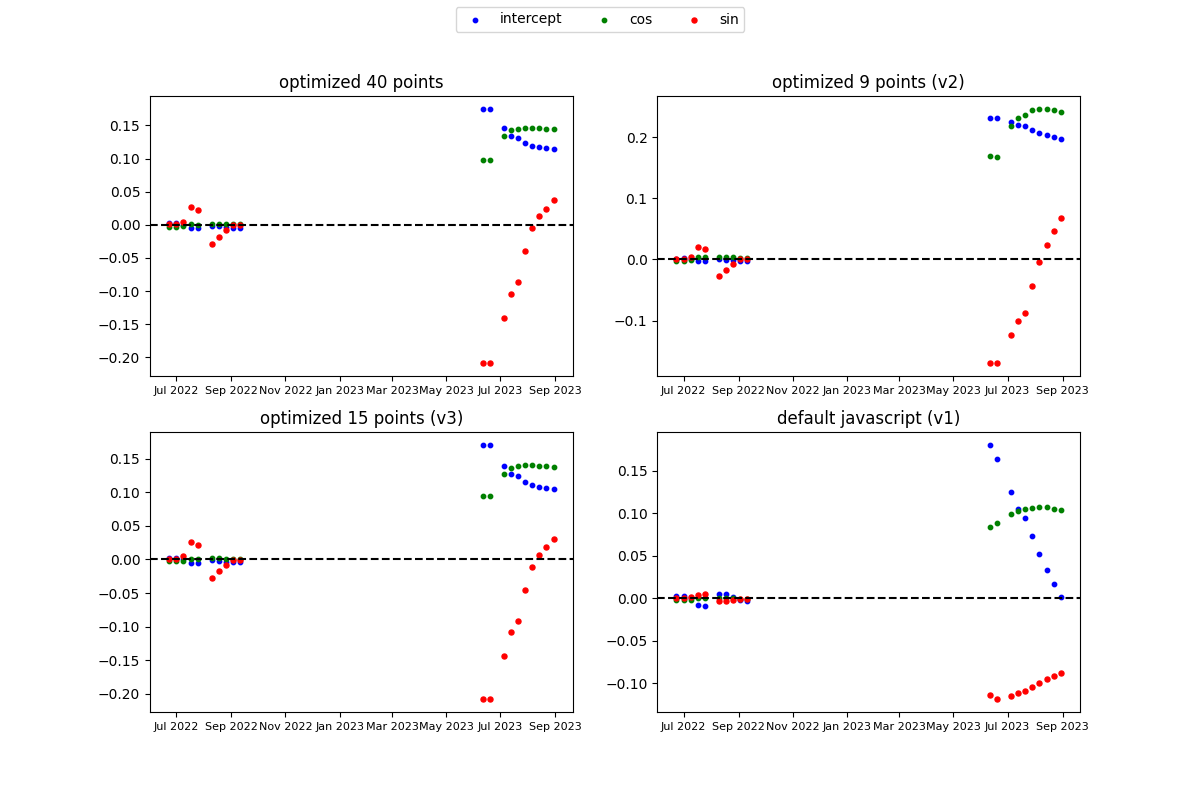 intercept cos sin
optimized 40 points
0.15
0.10
0.05
0.00
−0.05
−0.10
−0.15
−0.20
Jul 2022 Sep 2022 Nov 2022 Jan 2023 Mar 2023 May 2023 Jul 2023 Sep 2023
optimized 9 points (v2)
0.2
0.1
0.0
−0.1
Jul 2022 Sep 2022 Nov 2022 Jan 2023 Mar 2023 May 2023 Jul 2023 Sep 2023
optimized 15 points (v3)
0.15
0.10
0.05
0.00
−0.05
−0.10
−0.15
−0.20
Jul 2022 Sep 2022 Nov 2022 Jan 2023 Mar 2023 May 2023 Jul 2023 Sep 2023
default javascript (v1)
0.15
0.10
0.05
0.00
−0.05
−0.10
Jul 2022 Sep 2022 Nov 2022 Jan 2023 Mar 2023 May 2023 Jul 2023 Sep 2023